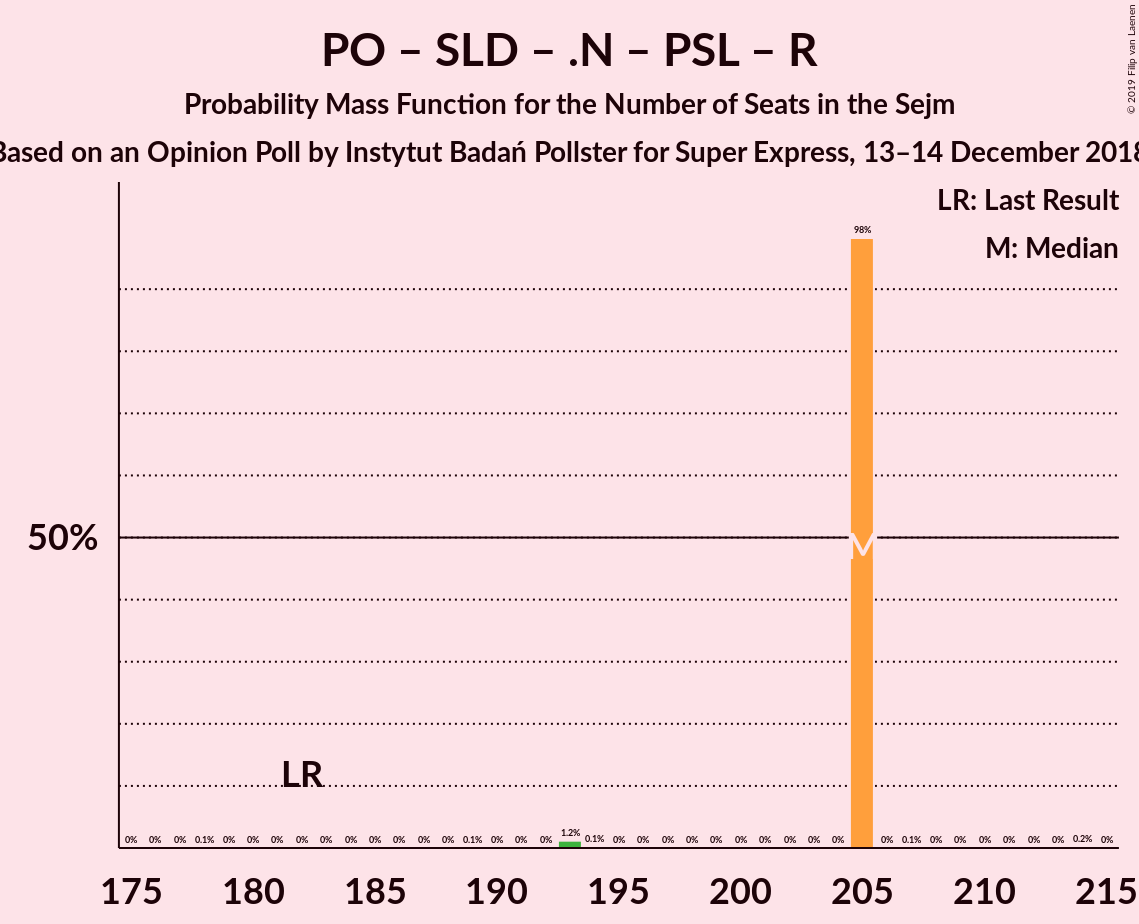 PO – SLD – .N – PSL – R
Probability Mass Function for the Number of Seats in the Sejm
Based on an Opinion Poll by Instytut Badań Pollster for Super Express, 13–14 December 2018
© 2019 Filip van Laenen
LR: Last Result
M: Median
98%
50%
M
LR
0% 0% 0% 0.1% 0% 0% 0% 0% 0% 0% 0% 0% 0% 0% 0.1% 0% 0% 0% 1.2% 0.1% 0% 0% 0% 0% 0% 0% 0% 0% 0% 0% 0% 0.1% 0% 0% 0% 0% 0% 0% 0.2% 0%
175 180 185 190 195 200 205 210 215